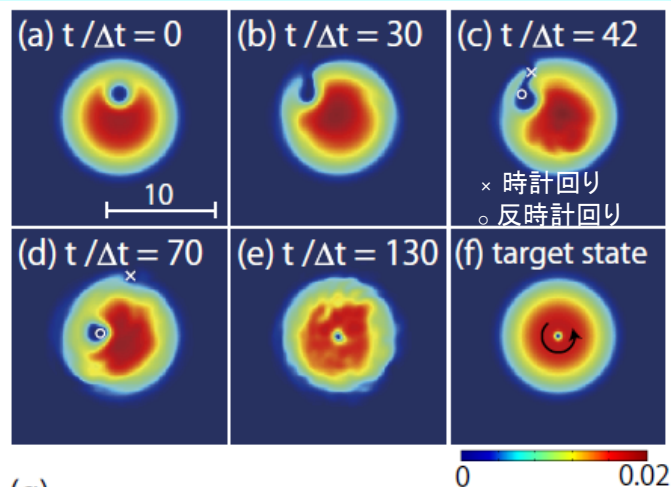 (a) t /Δt = 0
(b) t /Δt = 30
(c) t /Δt = 42
10
× 時計回り
○ 反時計回り
(d) t /Δt = 70
(e) t /Δt = 130
(f) target state
0
0.02